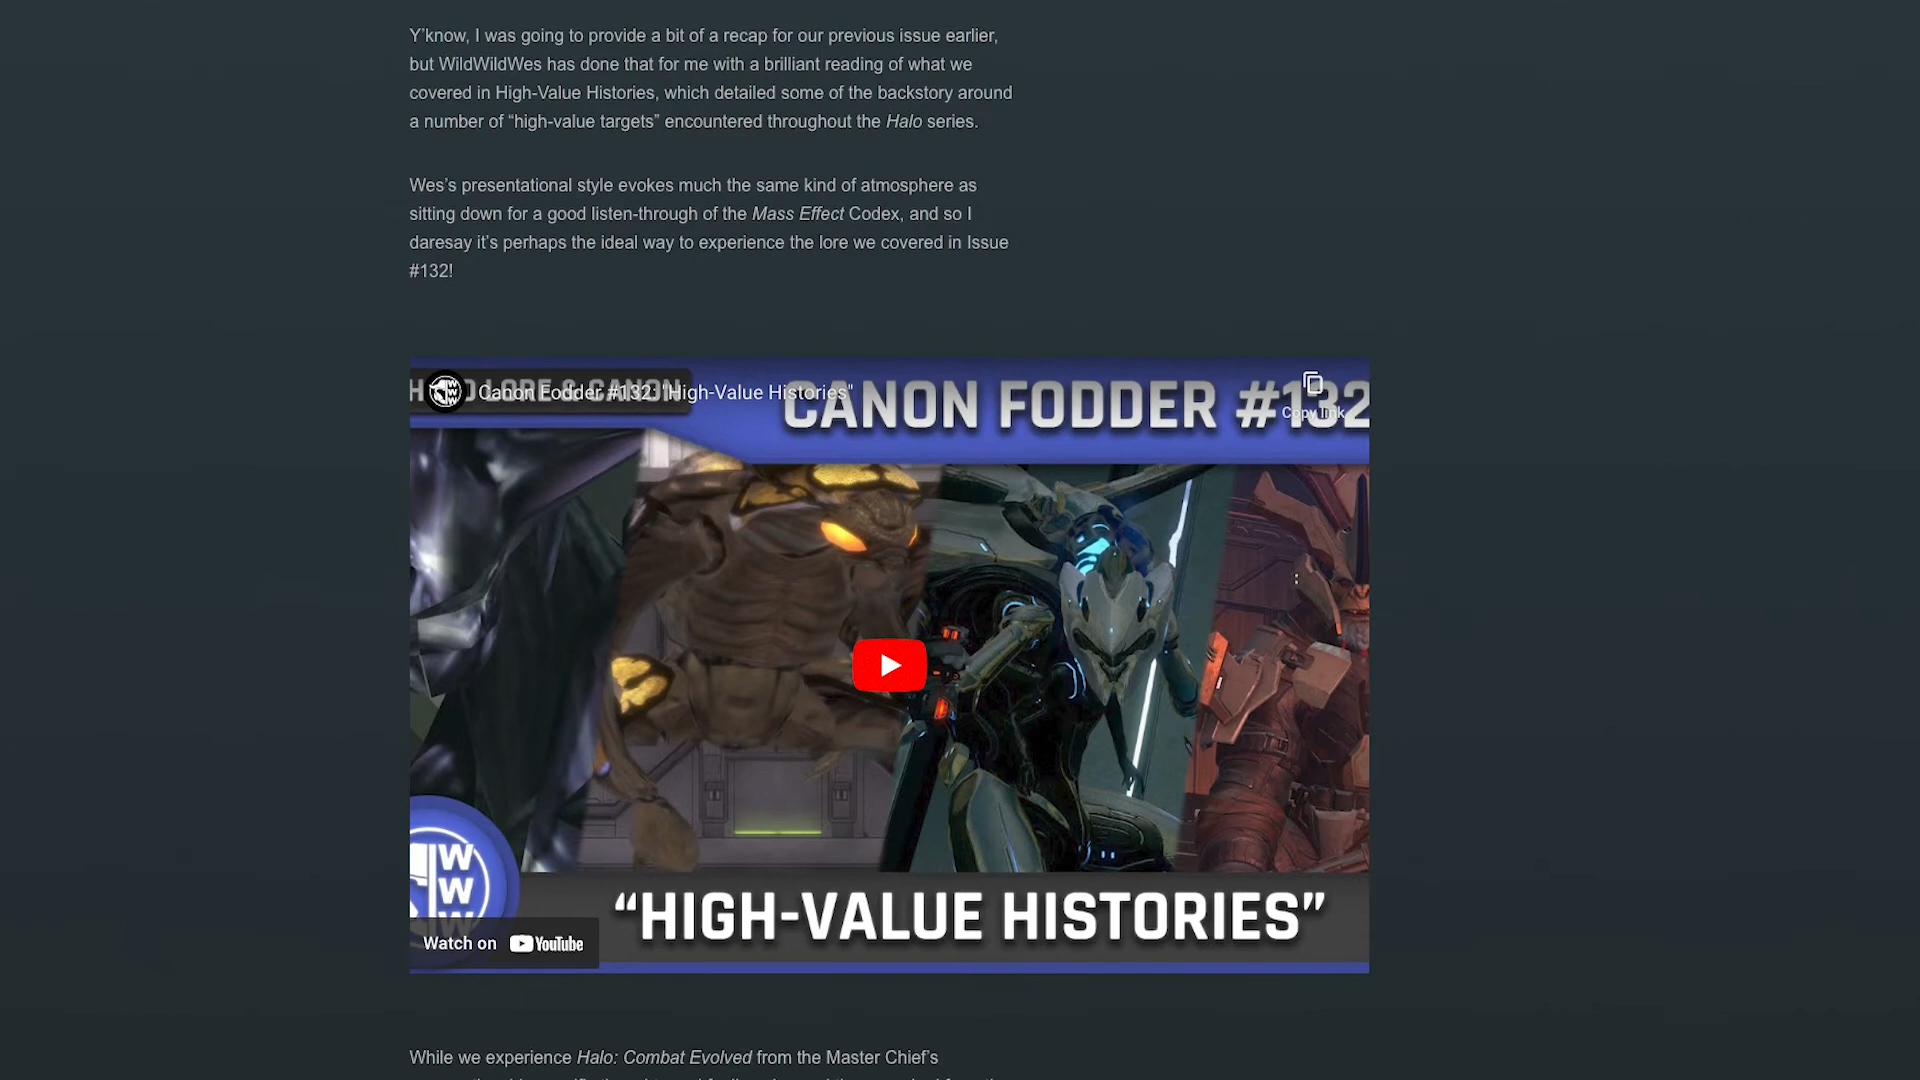 Y’know, I was going to provide a bit of a recap for our previous issue earlier,
but WildWildWes has done that for me with a brilliant reading of what we
covered in High-Value Histories, which detailed some of the backstory around
a number of “high-value targets” encountered throughout the Halo series.
Wes’s presentational style evokes much the same kind of atmosphere as
sitting down for a good listen-through of the Mass Effect Codex, and so I
daresay it’s perhaps the ideal way to experience the lore we covered in Issue
#132!
LORE & CANON
Canon Fodder #132: "High-Value Histories"
CANON FODDER #132
Copy link
W
W
W
“HIGH-VALUE HISTORIES”
Watch on YouTube
While we experience Halo: Combat Evolved from the Master Chief’s